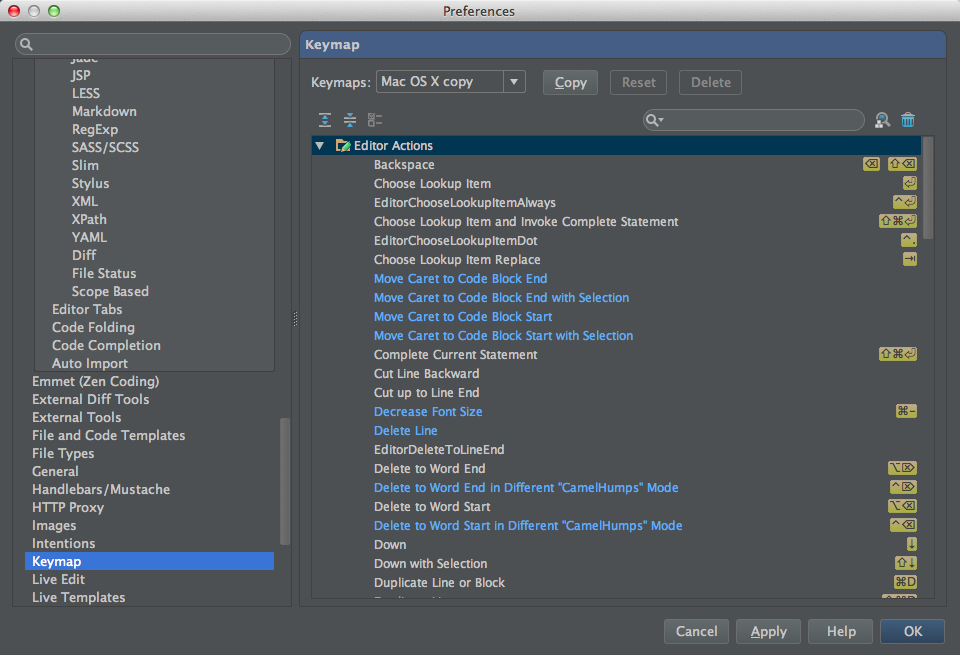 Preferences
JSP
LESS
Markdown
RegExp
SASS/SCSS
Slim
Stylus
XML
XPath
YAML
Diff
File Status
Scope Based
Editor Tabs
Code Folding
Code Completion
Auto Import
Emmet (Zen Coding)
External Diff Tools
External Tools
File and Code Templates
File Types
General
Handlebars/Mustache
HTTP Proxy
Images
Intentions
Keymap
Live Edit
Live Templates
Keymap
Keymaps: Mac OS X copy Copy Reset Delete
Editor Actions
Backspace ⌫ ⇧⌫
Choose Lookup Item ⏎
EditorChooseLookupItemAlways ^⏎
Choose Lookup Item and Invoke Complete Statement ⇧⌘⏎
EditorChooseLookupItemDot ^.
Choose Lookup Item Replace ⇥
Move Caret to Code Block End
Move Caret to Code Block End with Selection
Move Caret to Code Block Start
Move Caret to Code Block Start with Selection
Complete Current Statement ⇧⌘⏎
Cut Line Backward
Cut up to Line End
Decrease Font Size ⌘-
Delete Line
EditorDeleteToLineEnd
Delete to Word End ⌥⌦
Delete to Word End in Different "CamelHumps" Mode ^⌦
Delete to Word Start ⌥⌫
Delete to Word Start in Different "CamelHumps" Mode ^⌫
Down ↓
Down with Selection ⇧↓
Duplicate Line or Block ⌘D
Cancel Apply Help OK